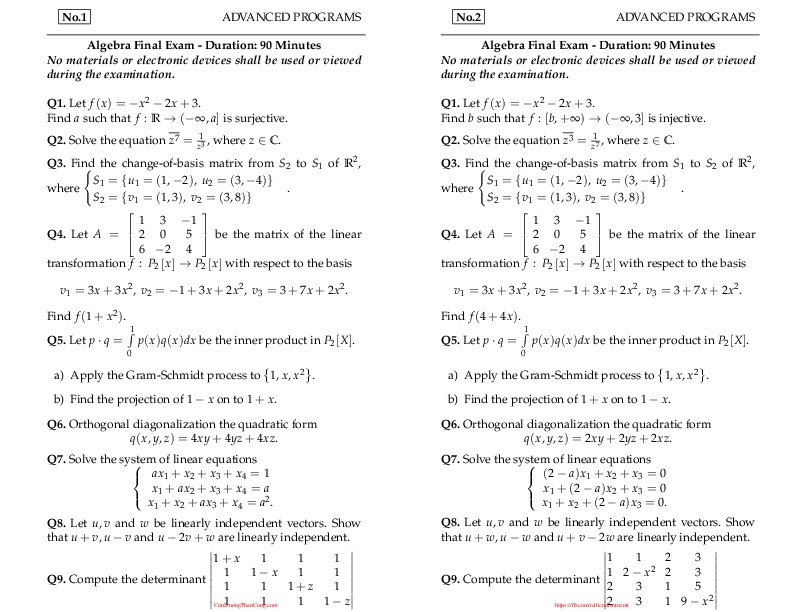 No.1 ADVANCED PROGRAMS
Algebra Final Exam - Duration: 90 Minutes
No materials or electronic devices shall be used or viewed
during the examination.
Q1. Let f(x) = −x² − 2x + 3.
Find a such that f : ℝ → (−∞, a] is surjective.
Q2. Solve the equation \overline{z⁷} = 1/z³, where z ∈ ℂ.
Q3. Find the change-of-basis matrix from S₂ to S₁ of ℝ²,
where { S₁ = {u₁ = (1, −2), u₂ = (3, −4)}
S₂ = {v₁ = (1, 3), v₂ = (3, 8)} .
Q4. Let A = [1 3 −1
2 0 5
6 −2 4] be the matrix of the linear
transformation f : P₂[x] → P₂[x] with respect to the basis
v₁ = 3x + 3x², v₂ = −1 + 3x + 2x², v₃ = 3 + 7x + 2x².
Find f(1 + x²).
Q5. Let p · q = ∫₀¹ p(x)q(x)dx be the inner product in P₂[X].
a) Apply the Gram-Schmidt process to {1, x, x²}.
b) Find the projection of 1 − x on to 1 + x.
Q6. Orthogonal diagonalization the quadratic form
q(x, y, z) = 4xy + 4yz + 4xz.
Q7. Solve the system of linear equations
{ ax₁ + x₂ + x₃ + x₄ = 1
x₁ + ax₂ + x₃ + x₄ = a
x₁ + x₂ + ax₃ + x₄ = a².
Q8. Let u, v and w be linearly independent vectors. Show
that u + v, u − v and u − 2v + w are linearly independent.
Q9. Compute the determinant |1 + x 1 1 1
1 1 − x 1 1
1 1 1 + z 1
1 1 1 1 − z|
CuuDuongThanCong.com
No.2 ADVANCED PROGRAMS
Algebra Final Exam - Duration: 90 Minutes
No materials or electronic devices shall be used or viewed
during the examination.
Q1. Let f(x) = −x² − 2x + 3.
Find b such that f : [b, +∞) → (−∞, 3] is injective.
Q2. Solve the equation \overline{z³} = 1/z⁷, where z ∈ ℂ.
Q3. Find the change-of-basis matrix from S₁ to S₂ of ℝ²,
where { S₁ = {u₁ = (1, −2), u₂ = (3, −4)}
S₂ = {v₁ = (1, 3), v₂ = (3, 8)} .
Q4. Let A = [1 3 −1
2 0 5
6 −2 4] be the matrix of the linear
transformation f : P₂[x] → P₂[x] with respect to the basis
v₁ = 3x + 3x², v₂ = −1 + 3x + 2x², v₃ = 3 + 7x + 2x².
Find f(4 + 4x).
Q5. Let p · q = ∫₀¹ p(x)q(x)dx be the inner product in P₂[X].
a) Apply the Gram-Schmidt process to {1, x, x²}.
b) Find the projection of 1 + x on to 1 − x.
Q6. Orthogonal diagonalization the quadratic form
q(x, y, z) = 2xy + 2yz + 2xz.
Q7. Solve the system of linear equations
{ (2 − a)x₁ + x₂ + x₃ = 0
x₁ + (2 − a)x₂ + x₃ = 0
x₁ + x₂ + (2 − a)x₃ = 0.
Q8. Let u, v and w be linearly independent vectors. Show
that u + w, u − w and u + v − 2w are linearly independent.
Q9. Compute the determinant |1 1 2 3
1 2 − x² 2 3
2 3 1 5
2 3 1 9 − x²|